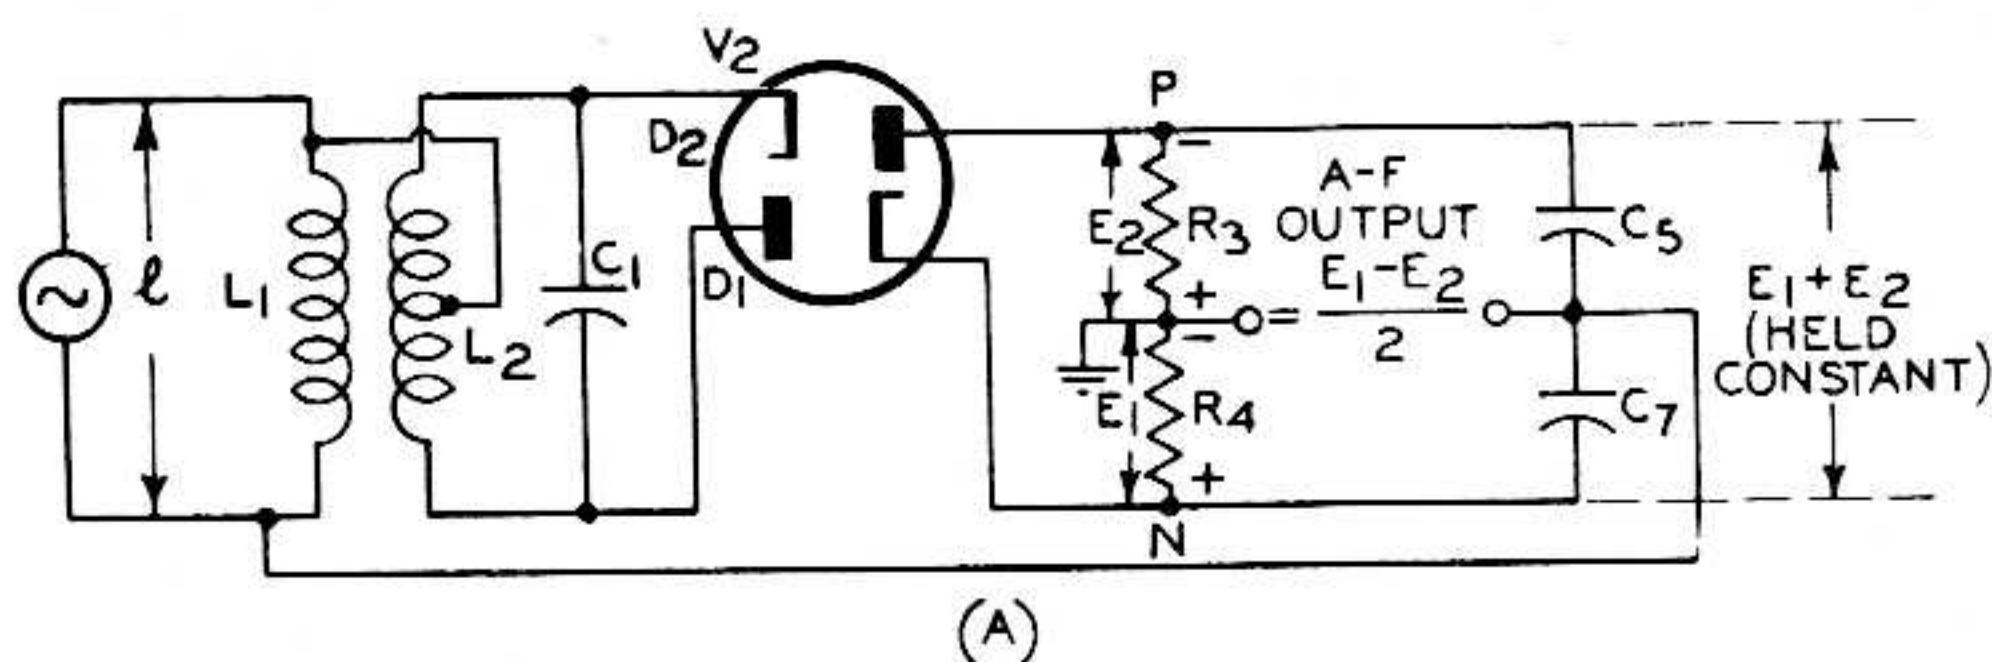 V2
P
D2
−
A-F
OUTPUT
E2
R3
C5
ℓ
L1
C1
D1
+
= E1−E2
2
E1+E2
(HELD
CONSTANT)
L2
−
E1
R4
C7
+
N
(A)